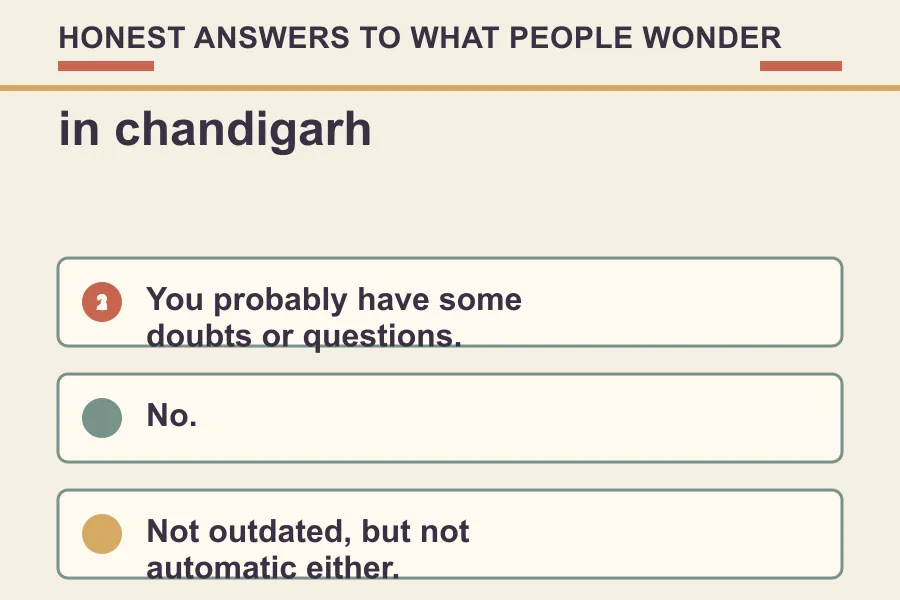 HONEST ANSWERS TO WHAT PEOPLE WONDER
in chandigarh
You probably have some
doubts or questions.
No.
Not outdated, but not
automatic either.